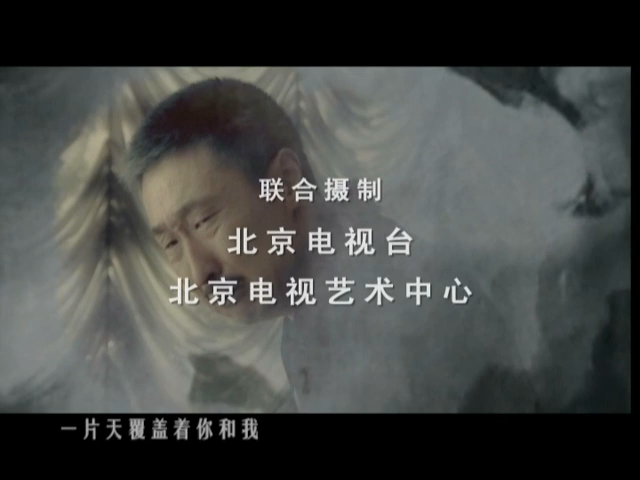 联合摄制
北京电视台
北京电视艺术中心
一片天覆盖着你和我